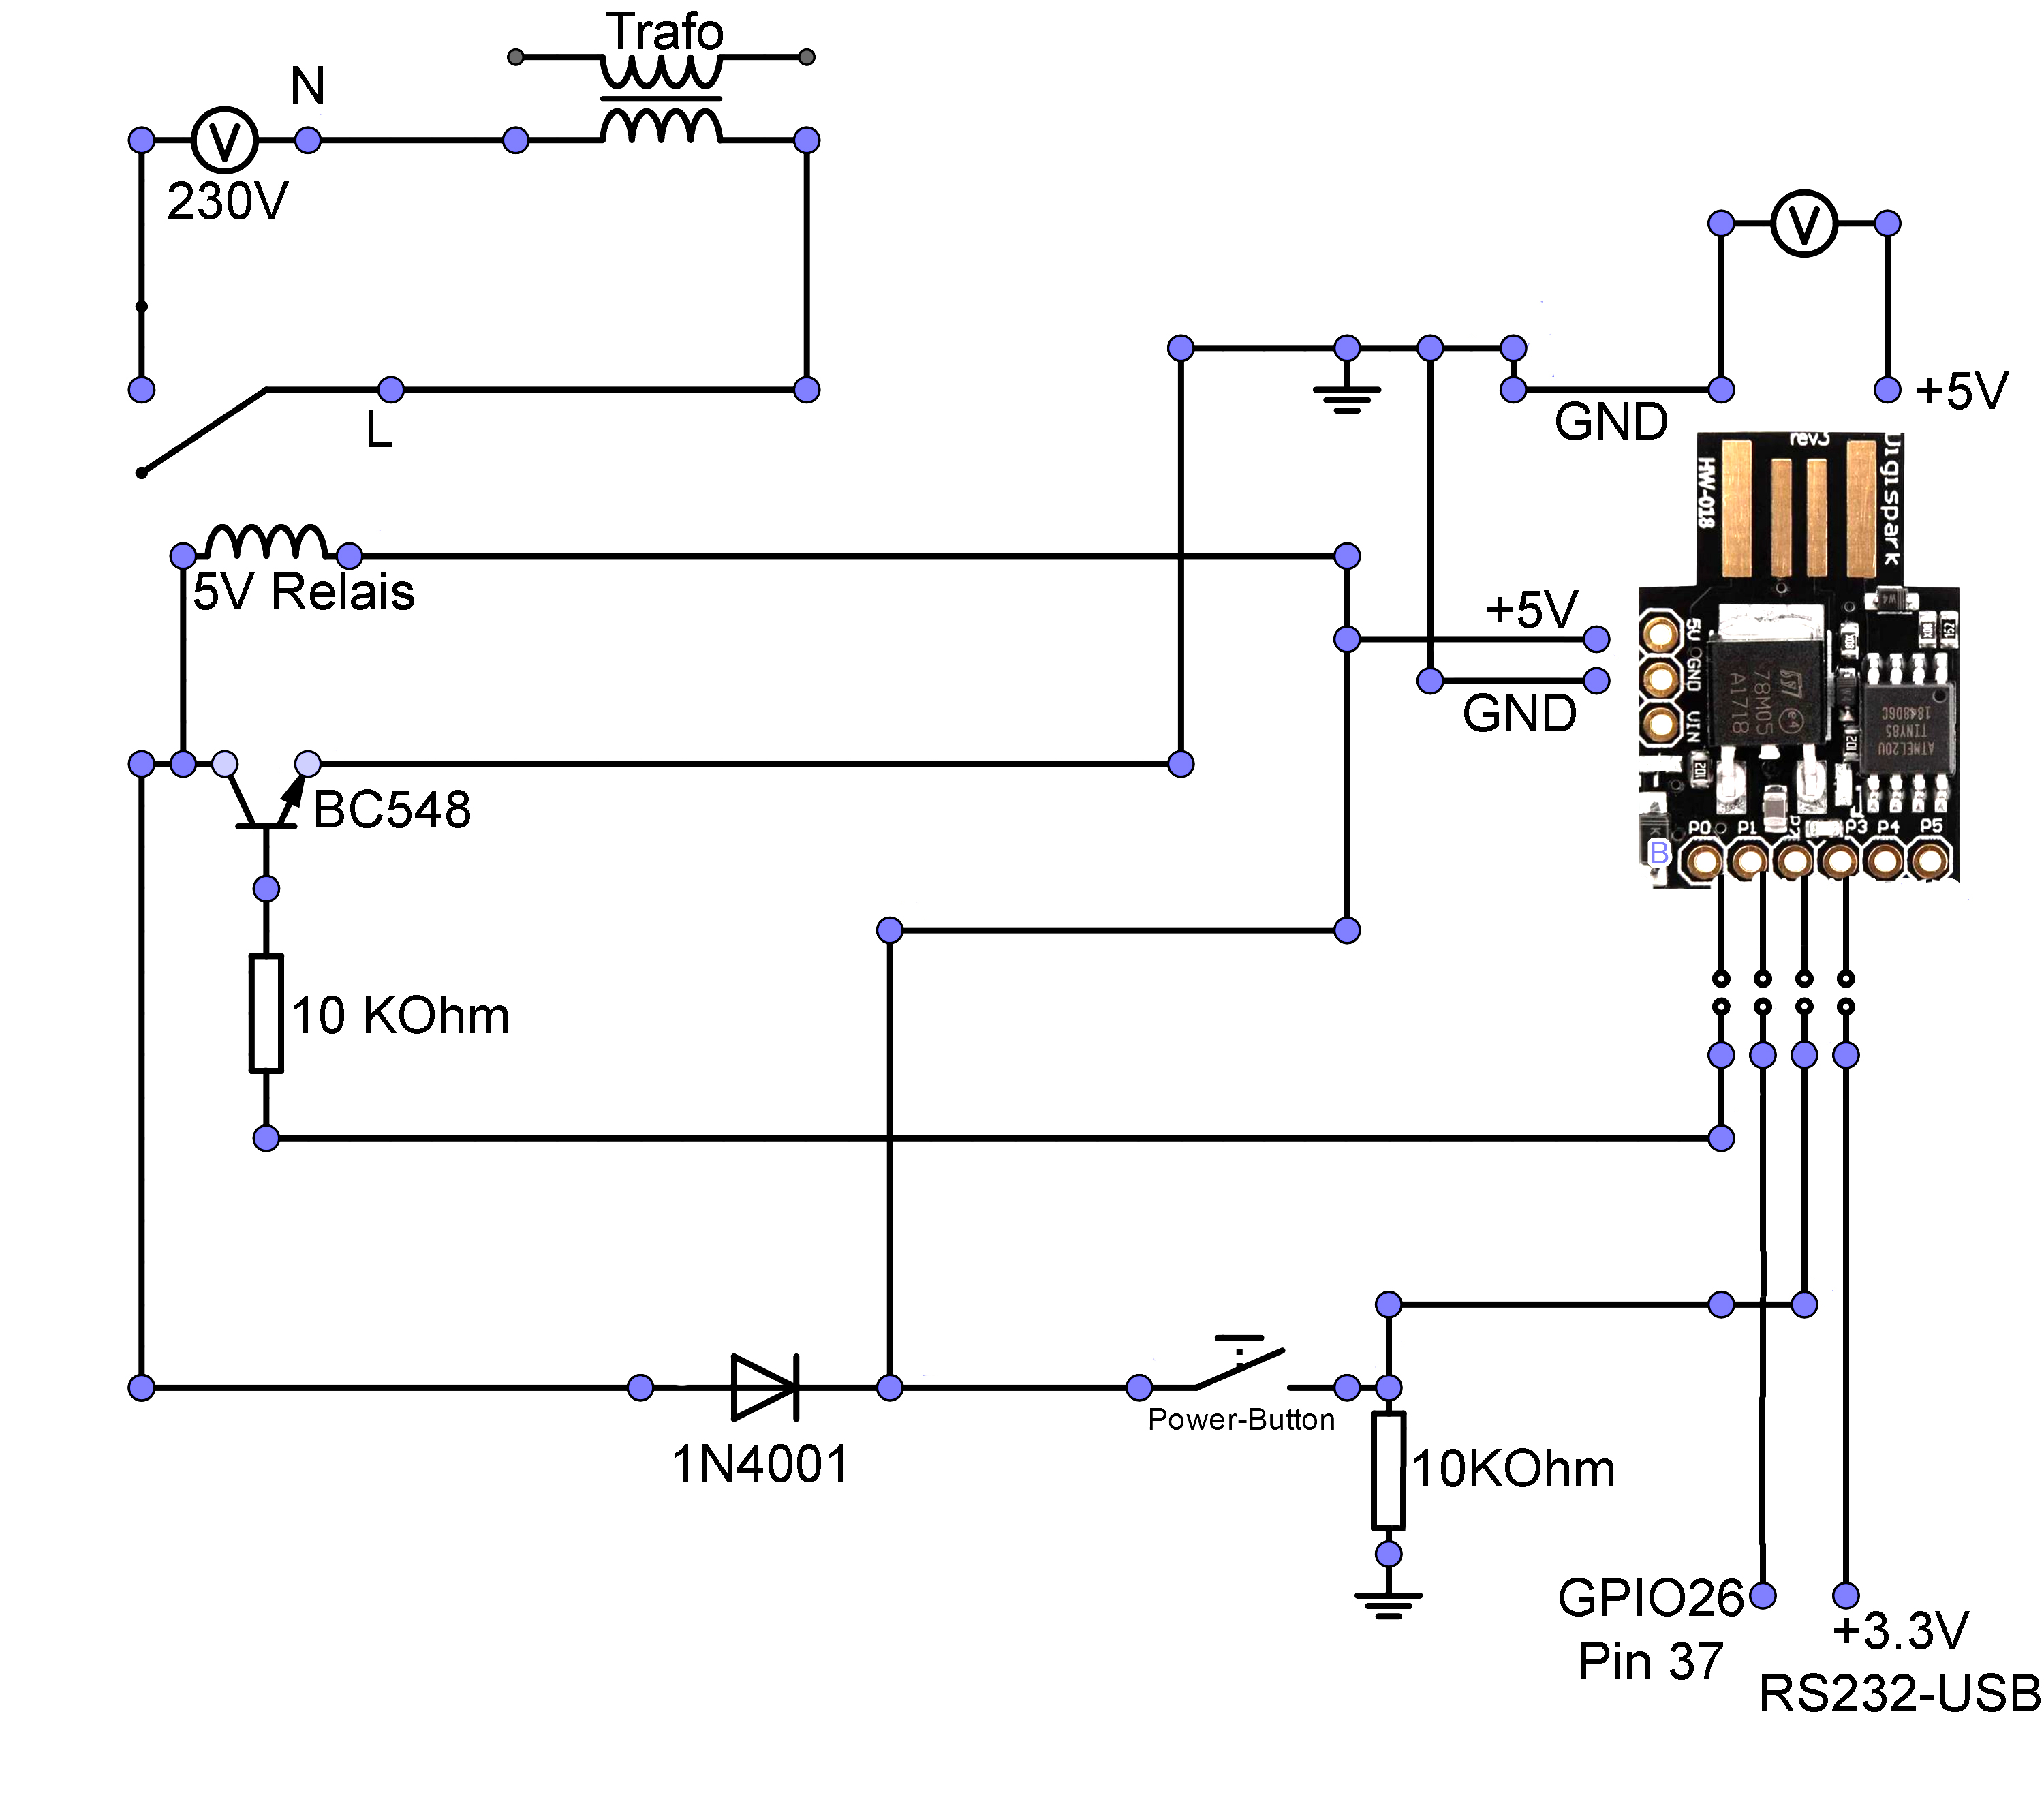 Trafo
N
V
230V
L
V
GND
+5V
rev3
Digispark
HW-018
5V Relais
+5V
GND
5V
GND
VIN
78M05
e4
A1718
ATMEL20U
TINY85
184806C
BC548
P0
P1
P2
P3
P4
P5
B
10 KOhm
Power-Button
1N4001
10KOhm
GPIO26
Pin 37
+3.3V
RS232-USB